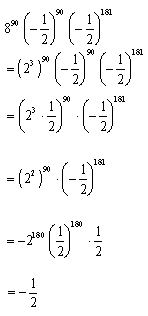 8^90 (−1/2)^90 (−1/2)^181
= (2^3)^90 (−1/2)^90 (−1/2)^181
= (2^3 · 1/2)^90 · (−1/2)^181
= (2^2)^90 · (−1/2)^181
= −2^180 (1/2)^180 · 1/2
= −1/2